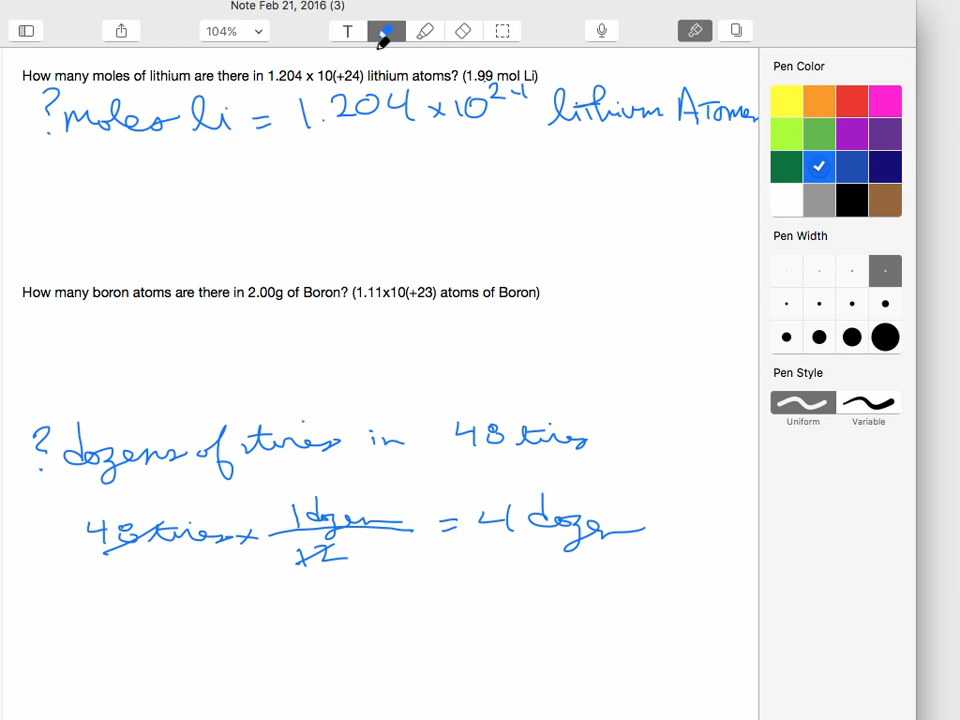 Note Feb 21, 2016 (3)
104%
T
How many moles of lithium are there in 1.204 x 10(+24) lithium atoms? (1.99 mol Li)
? moles li = 1.204 x 10^24 lithium Atoms
How many boron atoms are there in 2.00g of Boron? (1.11x10(+23) atoms of Boron)
? dozens of tires in 48 tires
48 tires x 1 dozen / 12 = 4 dozen
Pen Color
Pen Width
Pen Style
Uniform Variable